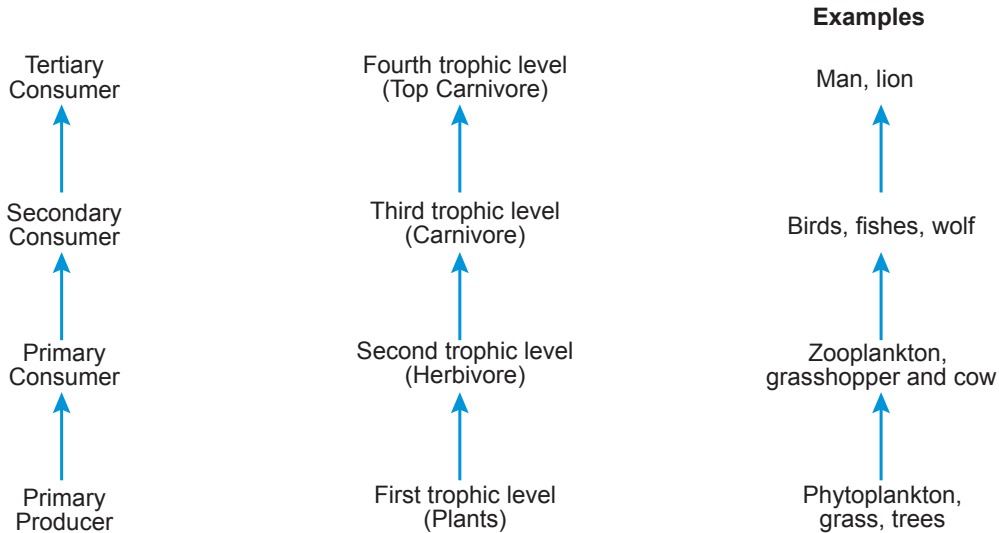 Examples
Tertiary
Consumer
Fourth trophic level
(Top Carnivore)
Man, lion
Secondary
Consumer
Third trophic level
(Carnivore)
Birds, fishes, wolf
Primary
Consumer
Second trophic level
(Herbivore)
Zooplankton,
grasshopper and cow
Primary
Producer
First trophic level
(Plants)
Phytoplankton,
grass, trees